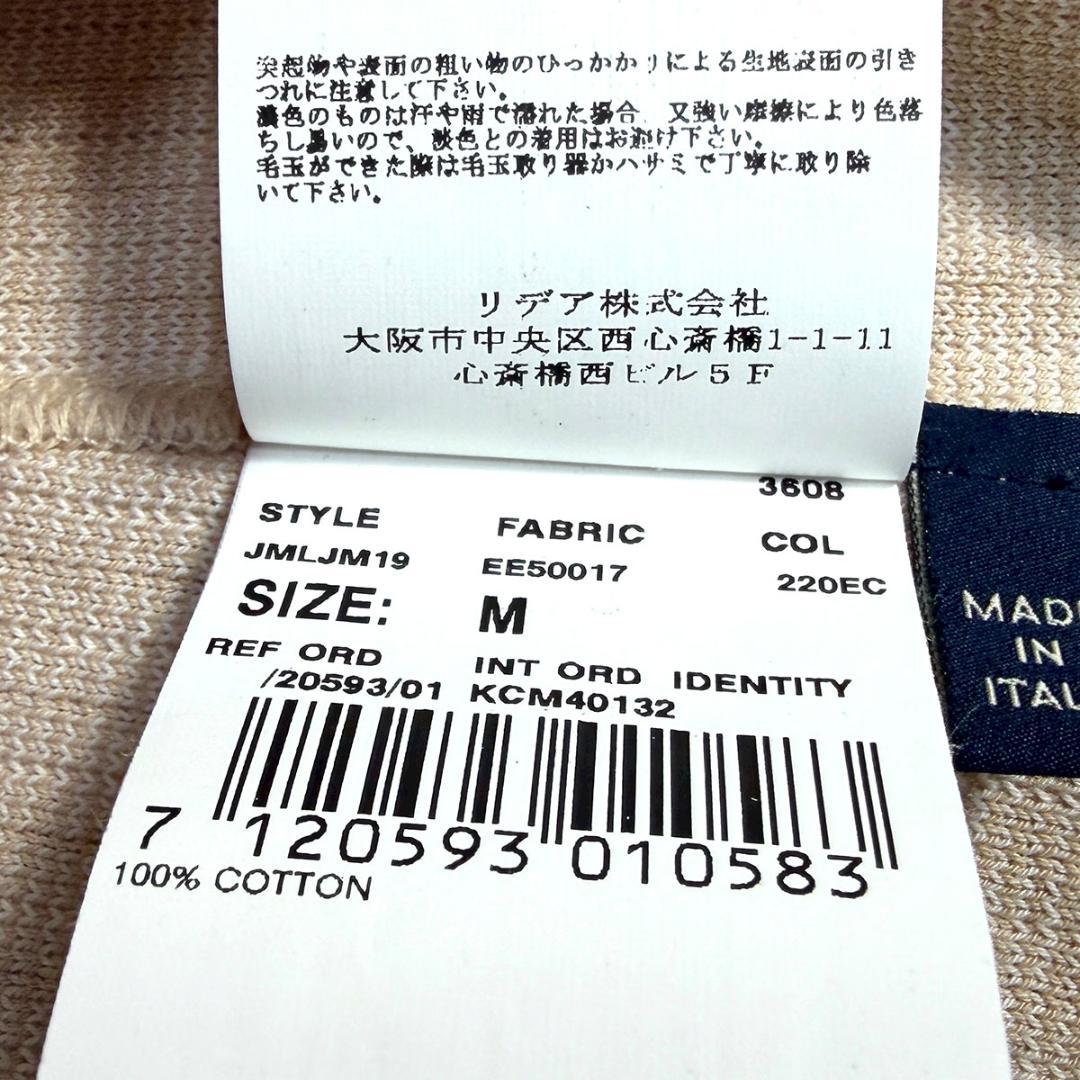 突起物や表面の粗い物のひっかかりによる生地表面の引き
つれに注意して下さい。
濃色のものは汗や雨で濡れた場合、又強い摩擦により色落
ちし易いので、淡色との着用はお避け下さい。
毛玉ができた際は毛玉取り器かハサミで丁寧に取り除
いて下さい。
リデア株式会社
大阪市中央区西心斎橋1-1-11
心斎橋西ビル5F
3608
STYLE FABRIC COL
JMLJM19 EE50017 220EC
SIZE: M
REF ORD INT ORD IDENTITY
/20593/01 KCM40132
7 120593 010583
100% COTTON
MADE
IN
ITAL